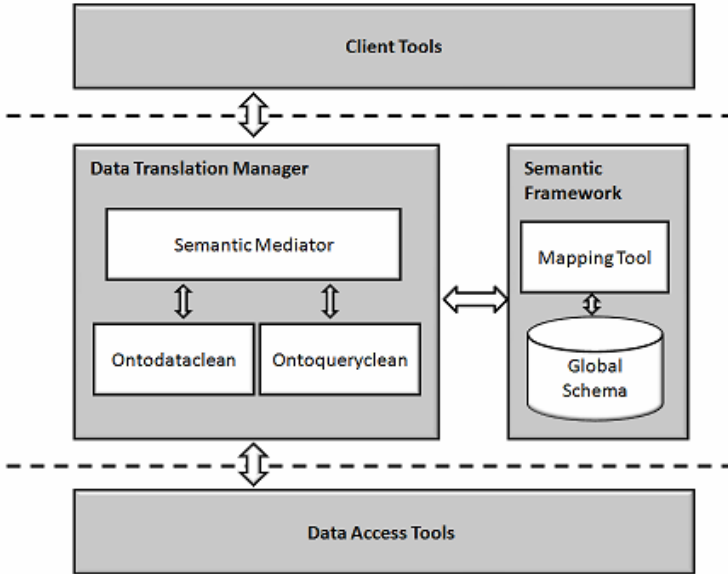 Client Tools
Data Translation Manager
Semantic Mediator
Ontodataclean
Ontoqueryclean
Semantic
Framework
Mapping Tool
Global
Schema
Data Access Tools